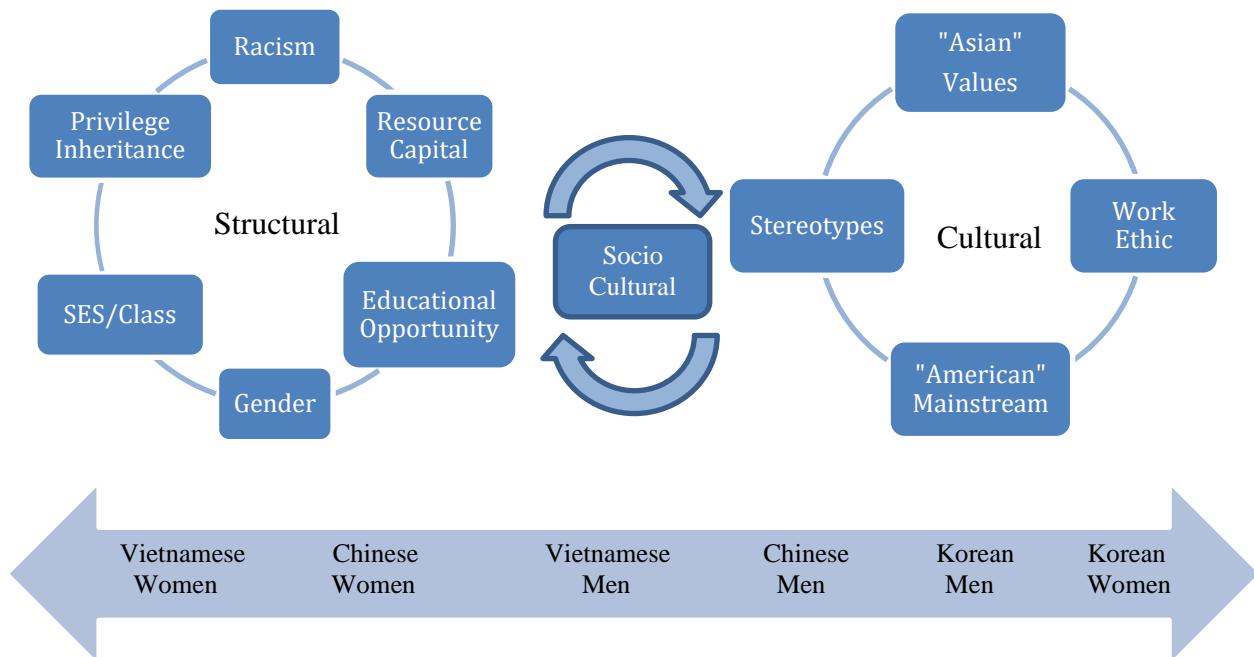 Racism
Privilege
Inheritance
Resource
Capital
Structural
SES/Class
Educational
Opportunity
Gender
Socio
Cultural
"Asian"
Values
Stereotypes
Cultural
Work
Ethic
"American"
Mainstream
Vietnamese
Women
Chinese
Women
Vietnamese
Men
Chinese
Men
Korean
Men
Korean
Women